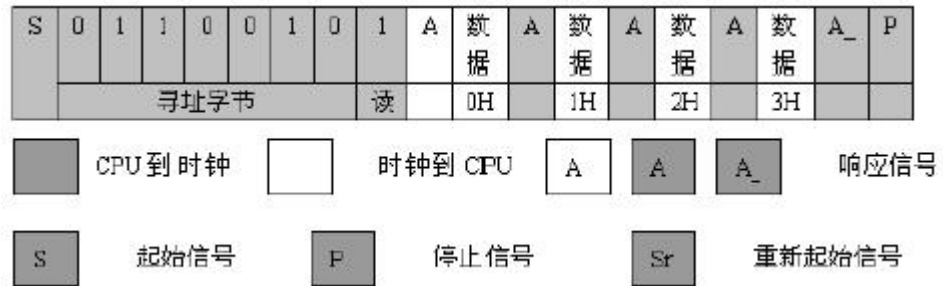 S 0 1 1 0 0 1 0 1 A 数据 A 数据 A 数据 A 数据 A_ P
寻址字节 读 0H 1H 2H 3H
CPU到时钟 时钟到CPU A A A_ 响应信号
S 起始信号 P 停止信号 Sr 重新起始信号